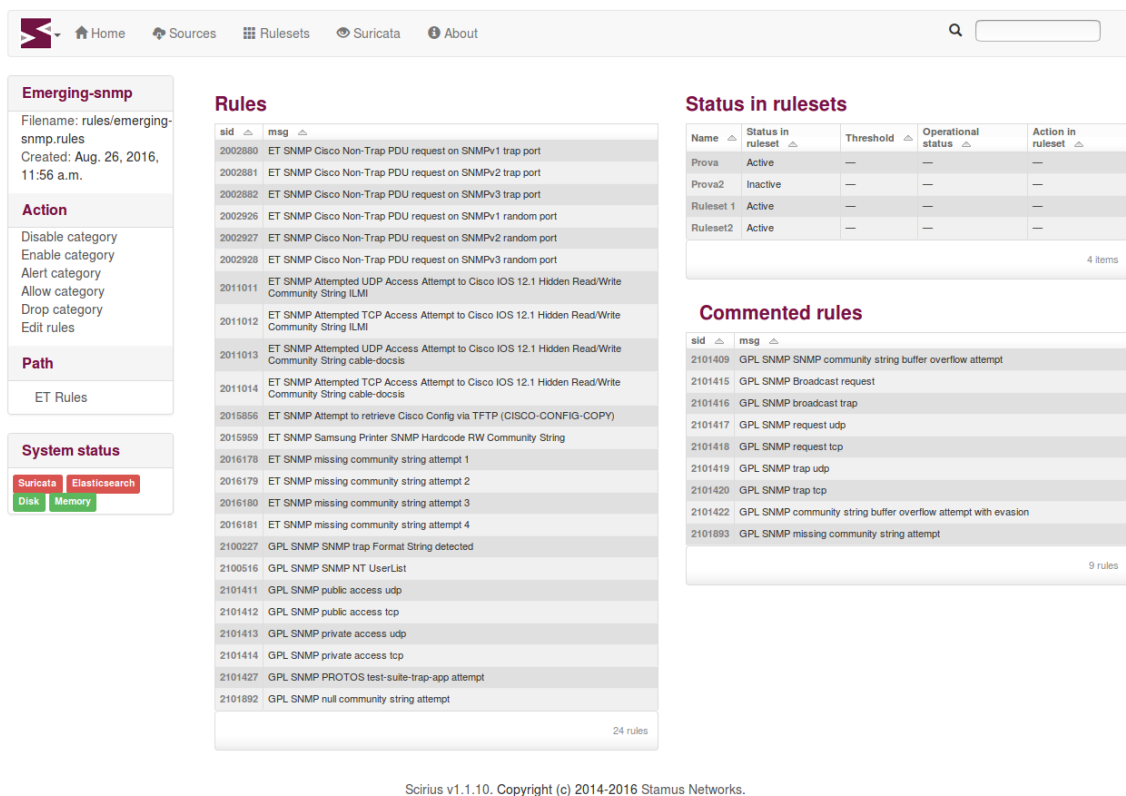 Home Sources Rulesets Suricata About
Emerging-snmp
Filename: rules/emerging-
snmp.rules
Created: Aug. 26, 2016,
11:56 a.m.
Action
Disable category
Enable category
Alert category
Allow category
Drop category
Edit rules
Path
ET Rules
System status
Suricata Elasticsearch
Disk Memory
Rules
sid msg
2002880 ET SNMP Cisco Non-Trap PDU request on SNMPv1 trap port
2002881 ET SNMP Cisco Non-Trap PDU request on SNMPv2 trap port
2002882 ET SNMP Cisco Non-Trap PDU request on SNMPv3 trap port
2002926 ET SNMP Cisco Non-Trap PDU request on SNMPv1 random port
2002927 ET SNMP Cisco Non-Trap PDU request on SNMPv2 random port
2002928 ET SNMP Cisco Non-Trap PDU request on SNMPv3 random port
2011011 ET SNMP Attempted UDP Access Attempt to Cisco IOS 12.1 Hidden Read/Write
Community String ILMI
2011012 ET SNMP Attempted TCP Access Attempt to Cisco IOS 12.1 Hidden Read/Write
Community String ILMI
2011013 ET SNMP Attempted UDP Access Attempt to Cisco IOS 12.1 Hidden Read/Write
Community String cable-docsis
2011014 ET SNMP Attempted TCP Access Attempt to Cisco IOS 12.1 Hidden Read/Write
Community String cable-docsis
2015856 ET SNMP Attempt to retrieve Cisco Config via TFTP (CISCO-CONFIG-COPY)
2015959 ET SNMP Samsung Printer SNMP Hardcode RW Community String
2016178 ET SNMP missing community string attempt 1
2016179 ET SNMP missing community string attempt 2
2016180 ET SNMP missing community string attempt 3
2016181 ET SNMP missing community string attempt 4
2100227 GPL SNMP SNMP trap Format String detected
2100516 GPL SNMP SNMP NT UserList
2101411 GPL SNMP public access udp
2101412 GPL SNMP public access tcp
2101413 GPL SNMP private access udp
2101414 GPL SNMP private access tcp
2101427 GPL SNMP PROTOS test-suite-trap-app attempt
2101892 GPL SNMP null community string attempt
24 rules
Status in rulesets
Name Status in ruleset Threshold Operational status Action in ruleset
Prova Active — — —
Prova2 Inactive — — —
Ruleset 1 Active — — —
Ruleset2 Active — — —
4 items
Commented rules
sid msg
2101409 GPL SNMP SNMP community string buffer overflow attempt
2101415 GPL SNMP Broadcast request
2101416 GPL SNMP broadcast trap
2101417 GPL SNMP request udp
2101418 GPL SNMP request tcp
2101419 GPL SNMP trap udp
2101420 GPL SNMP trap tcp
2101422 GPL SNMP community string buffer overflow attempt with evasion
2101893 GPL SNMP missing community string attempt
9 rules
Scirius v1.1.10. Copyright (c) 2014-2016 Stamus Networks.